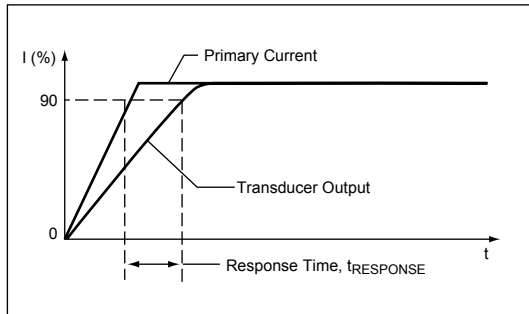 I (%)
Primary Current
90
Transducer Output
0
t
Response Time, tRESPONSE